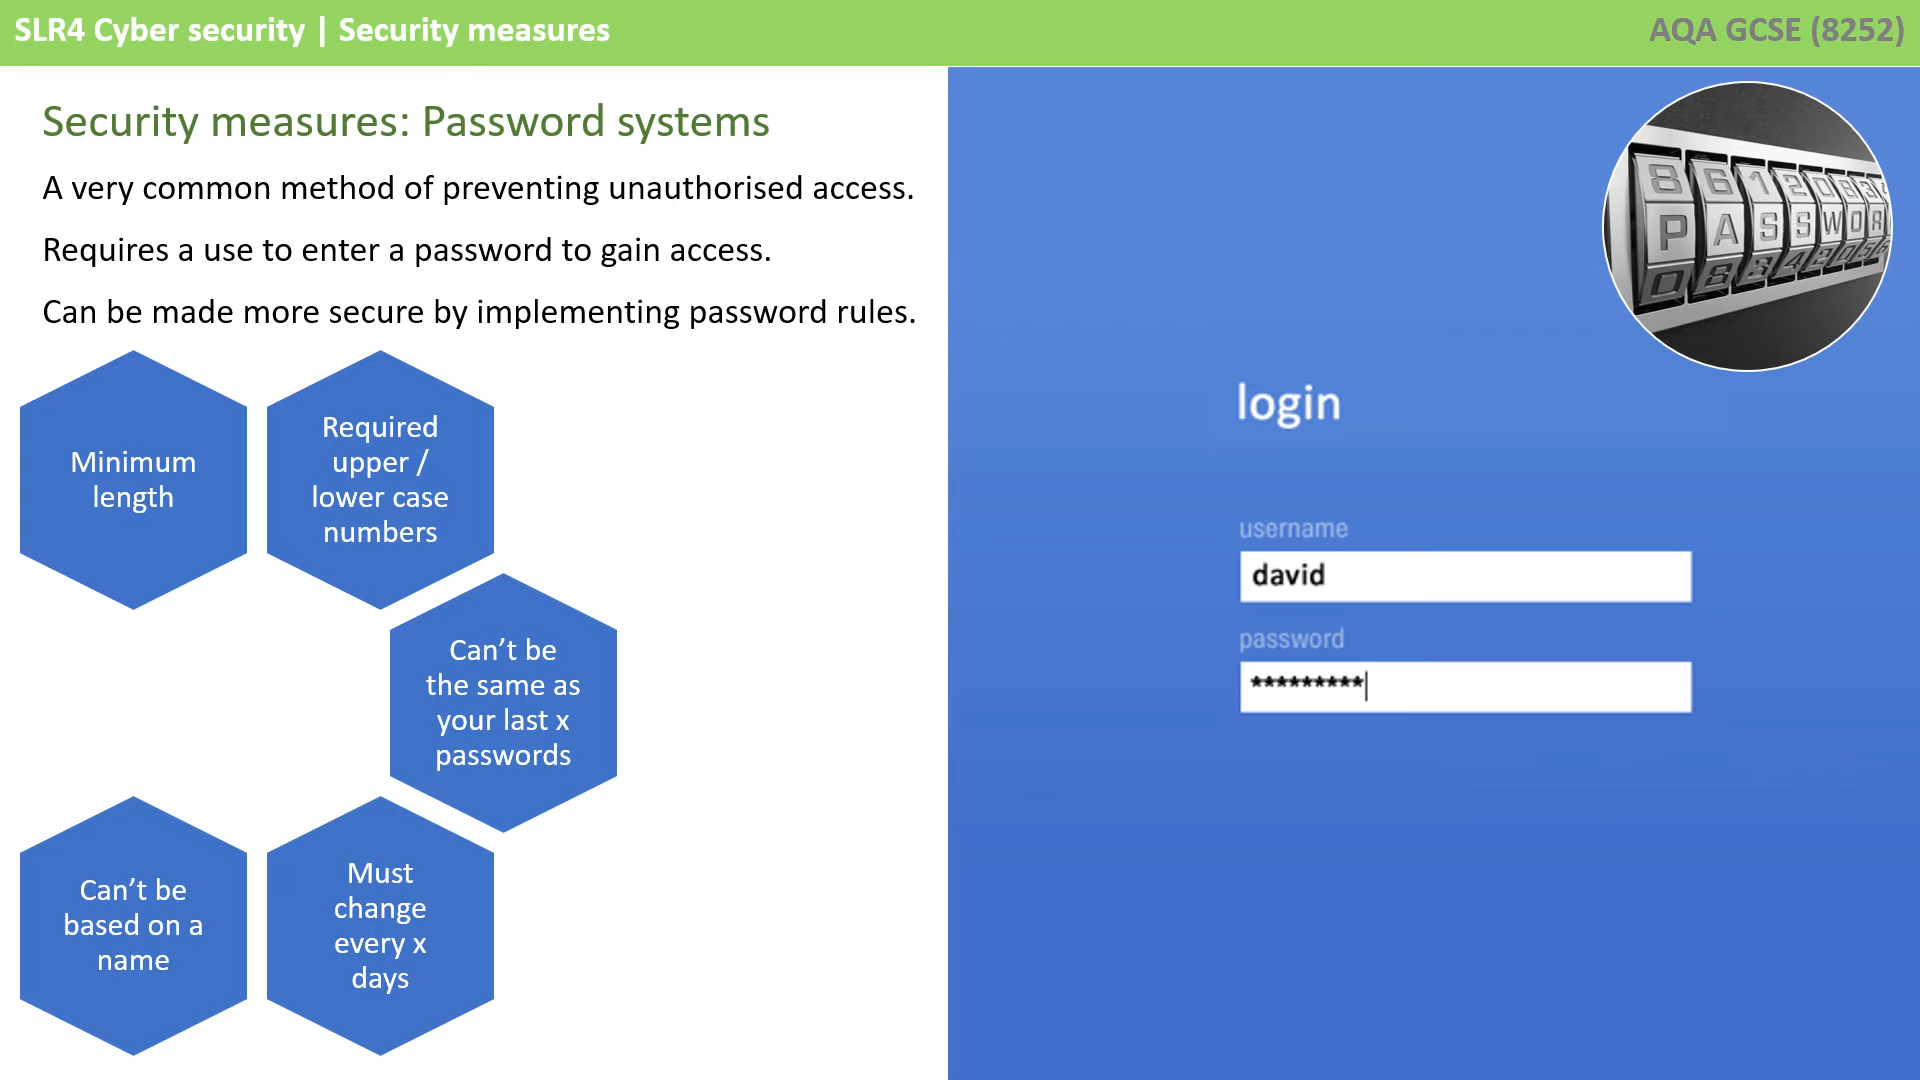 SLR4 Cyber security | Security measures
AQA GCSE (8252)
Security measures: Password systems
A very common method of preventing unauthorised access.
Requires a use to enter a password to gain access.
Can be made more secure by implementing password rules.
Minimum
length
Required
upper /
lower case
numbers
Can’t be
the same as
your last x
passwords
Can’t be
based on a
name
Must
change
every x
days
login
username
david
password
*********
PASSWOR